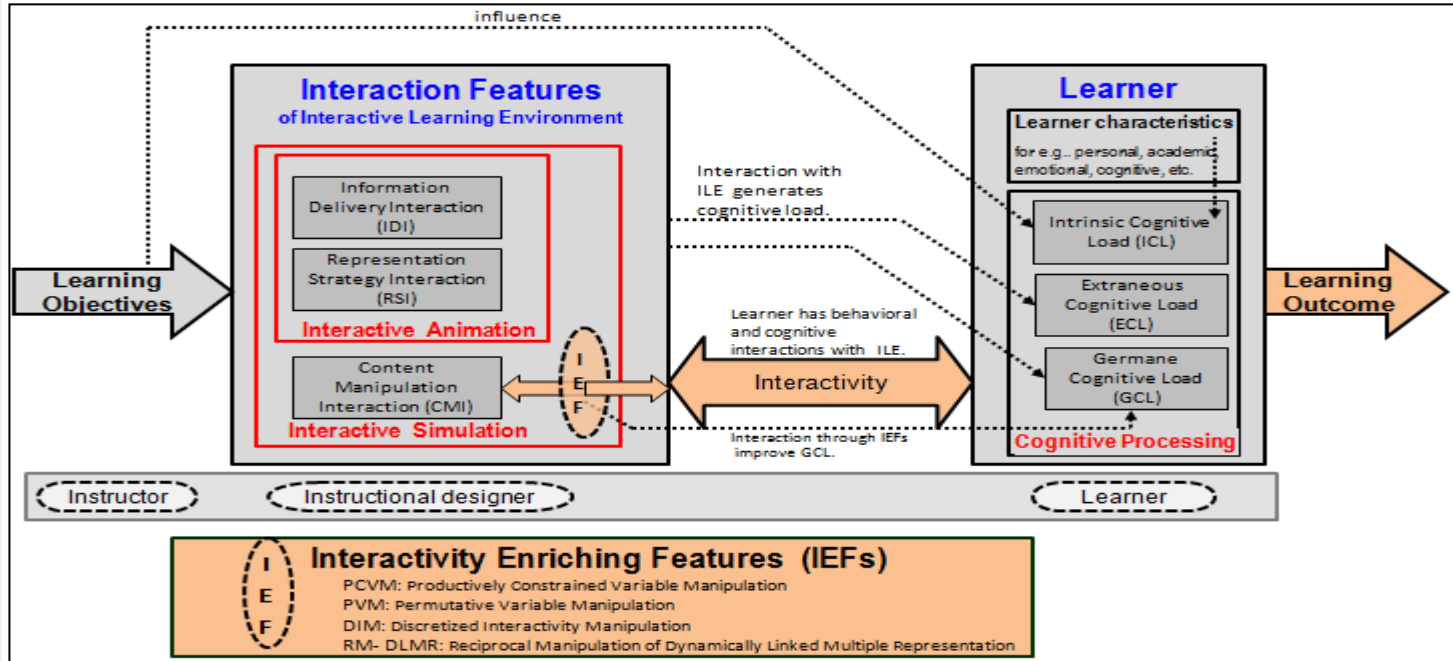 influence
Interaction Features
of Interactive Learning Environment
Information
Delivery Interaction
(IDI)
Representation
Strategy Interaction
(RSI)
Interactive Animation
Content
Manipulation
Interaction (CMI)
Interactive Simulation
I
E
F
Learning
Objectives
Interaction with
ILE generates
cognitive load.
Learner has behavioral
and cognitive
interactions with ILE.
Interactivity
Interaction through IEFs
improve GCL.
Learner
Learner characteristics
for e.g.. personal, academic,
emotional, cognitive, etc.
Intrinsic Cognitive
Load (ICL)
Extraneous
Cognitive Load
(ECL)
Germane
Cognitive Load
(GCL)
Cognitive Processing
Learning
Outcome
Instructor
Instructional designer
Learner
I
E
F
Interactivity Enriching Features (IEFs)
PCVM: Productively Constrained Variable Manipulation
PVM: Permutative Variable Manipulation
DIM: Discretized Interactivity Manipulation
RM- DLMR: Reciprocal Manipulation of Dynamically Linked Multiple Representation